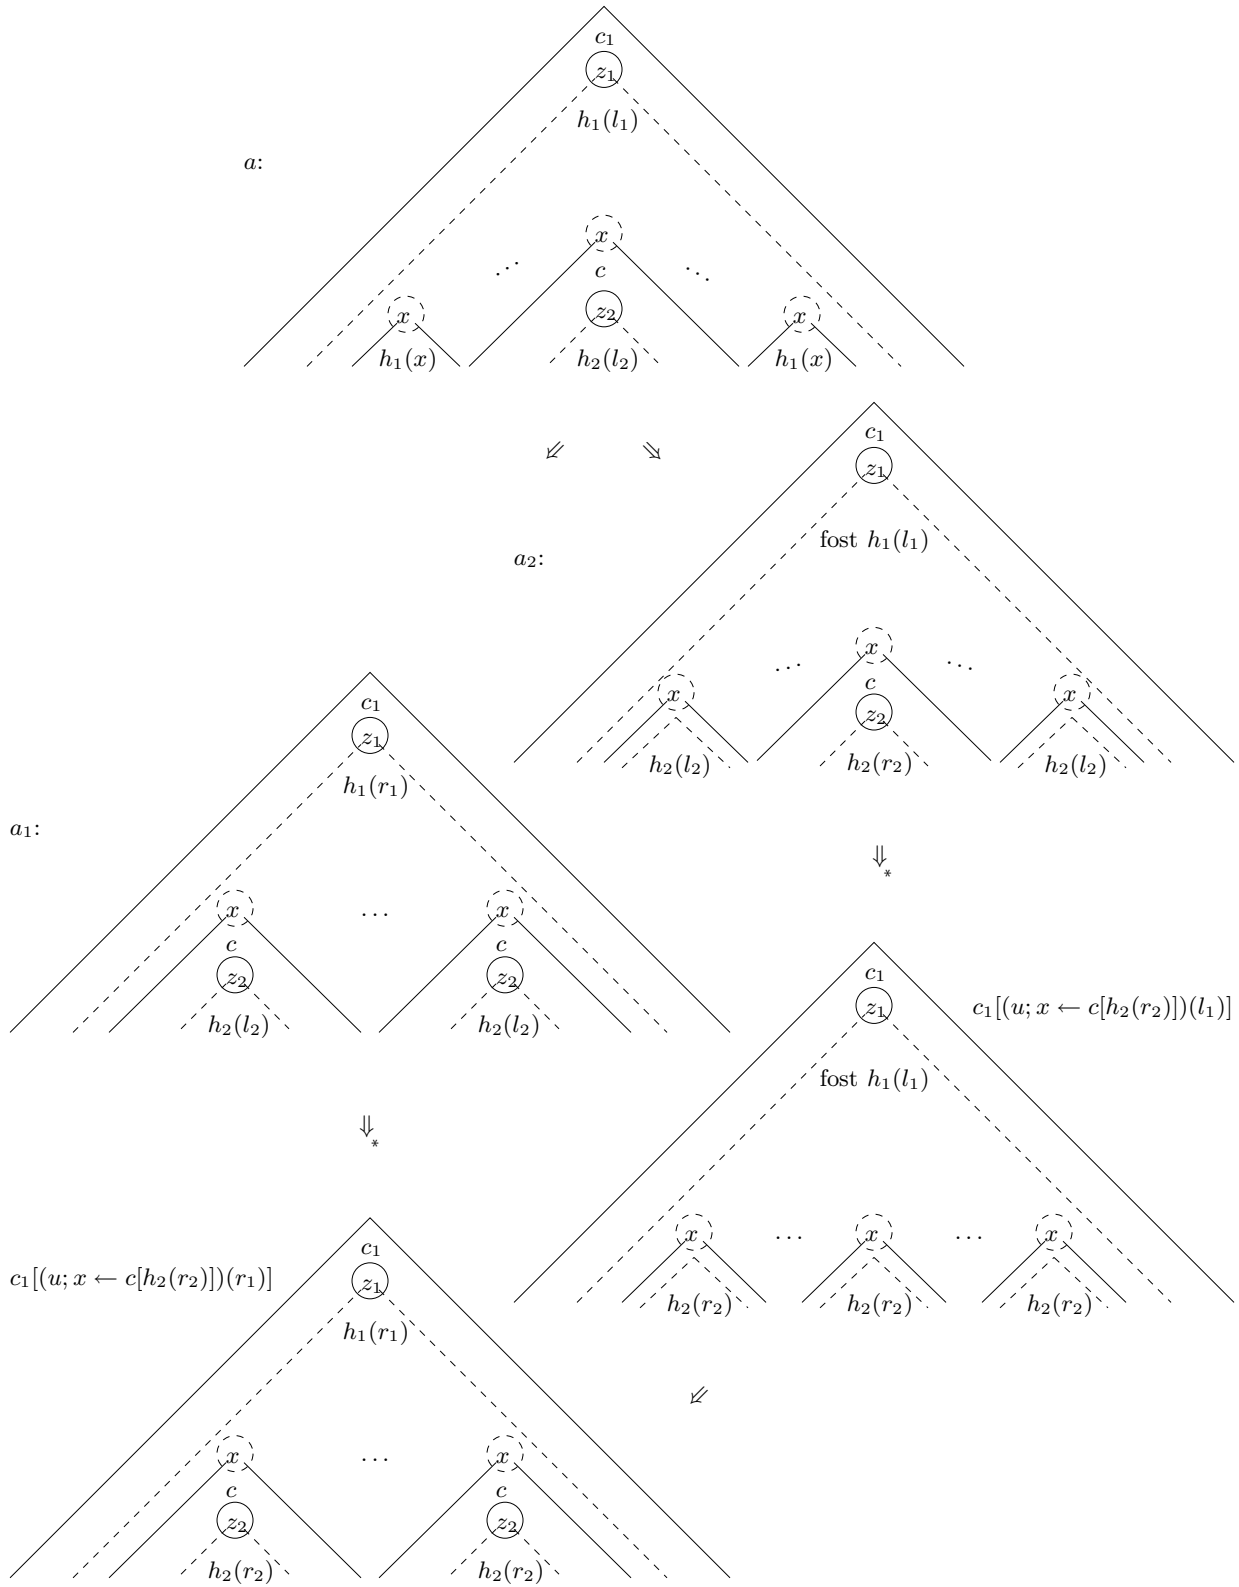 c₁
z₁
h₁(l₁)
a:
x
… c …
x z₂ x
h₁(x) h₂(l₂) h₁(x)
⇙ ⇘
c₁
z₁
fost h₁(l₁)
a₂:
x
… …
x c x
z₂
h₂(l₂) h₂(r₂) h₂(l₂)
⇓*
c₁
z₁
h₁(r₁)
a₁:
x … x
c c
z₂ z₂
h₂(l₂) h₂(l₂)
⇓*
c₁
z₁ c₁[(u; x ← c[h₂(r₂)])(l₁)]
fost h₁(l₁)
x … x … x
h₂(r₂) h₂(r₂) h₂(r₂)
⇙
c₁
c₁[(u; x ← c[h₂(r₂)])(r₁)] z₁
h₁(r₁)
x … x
c c
z₂ z₂
h₂(r₂) h₂(r₂)